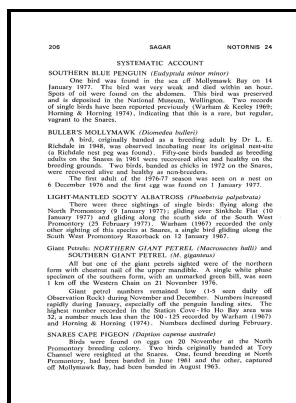 206 SAGAR NOTORNIS 24
SYSTEMATIC ACCOUNT
SOUTHERN BLUE PENGUIN (Eudyptula minor minor)
One bird was found in the sea off Mollymawk Bay on 14
January 1977. The bird was very weak and died within an hour.
Spots of oil were found on the abdomen. This bird was preserved
and is deposited in the National Museum, Wellington. Two records
of single birds have been reported previously (Warham & Keeley 1969;
Horning & Horning 1974), indicating that this is a rare, but regular,
vagrant to the Snares.
BULLER'S MOLLYMAWK (Diomedea bulleri)
A bird, originally banded as a breeding adult by Dr L. E.
Richdale in 1948, was observed incubating near its original nest-site
(a Richdale nest peg was found). Fifty-one birds banded as breeding
adults on the Snares in 1961 were recovered alive and healthy on the
breeding grounds. Two birds, banded as chicks in 1972 on the Snares,
were recovered alive and healthy as non-breeders.
The first adult of the 1976-77 season was seen on a nest on
6 December 1976 and the first egg was found on 1 January 1977.
LIGHT-MANTLED SOOTY ALBATROSS (Phoebetria palpebrata)
There were three sightings of single birds: flying along the
North Promontory (9 January 1977); gliding over Sinkhole Flat (10
January 1977) and gliding along the south side of the South West
Promontory (25 February 1977). Warham (1967) recorded the only
other sighting of this species at Snares, a single bird gliding along the
South West Promontory Razorback on 12 January 1967.
Giant Petrels: NORTHERN GIANT PETREL (Macronectes halli) and
SOUTHERN GIANT PETREL (M. giganteus)
All but one of the giant petrels sighted were of the northern
form with chestnut nail of the upper mandible. A single white phase
specimen of the southern form, with an unmarked green bill, was seen
1 km off the Western Chain on 21 November 1976.
Giant petrel numbers remained low (1-5 seen daily off
Observation Rock) during November and December. Numbers increased
rapidly during January, especially off the penguin landing sites. The
highest number recorded in the Station Cove - Ho Ho Bay area was
32, a number much less than the 100 - 125 recorded by Warham (1967)
and Horning & Horning (1974). Numbers declined during February.
SNARES CAPE PIGEON (Daption capense australe)
Birds were found on eggs on 20 November at the North
Promontory breeding colony. Two birds originally banded at Tory
Channel were resighted at the Snares. One, found breeding at North
Promontory, had been banded in June 1961 and the other, captured
off Mollymawk Bay, had been banded in August 1963.